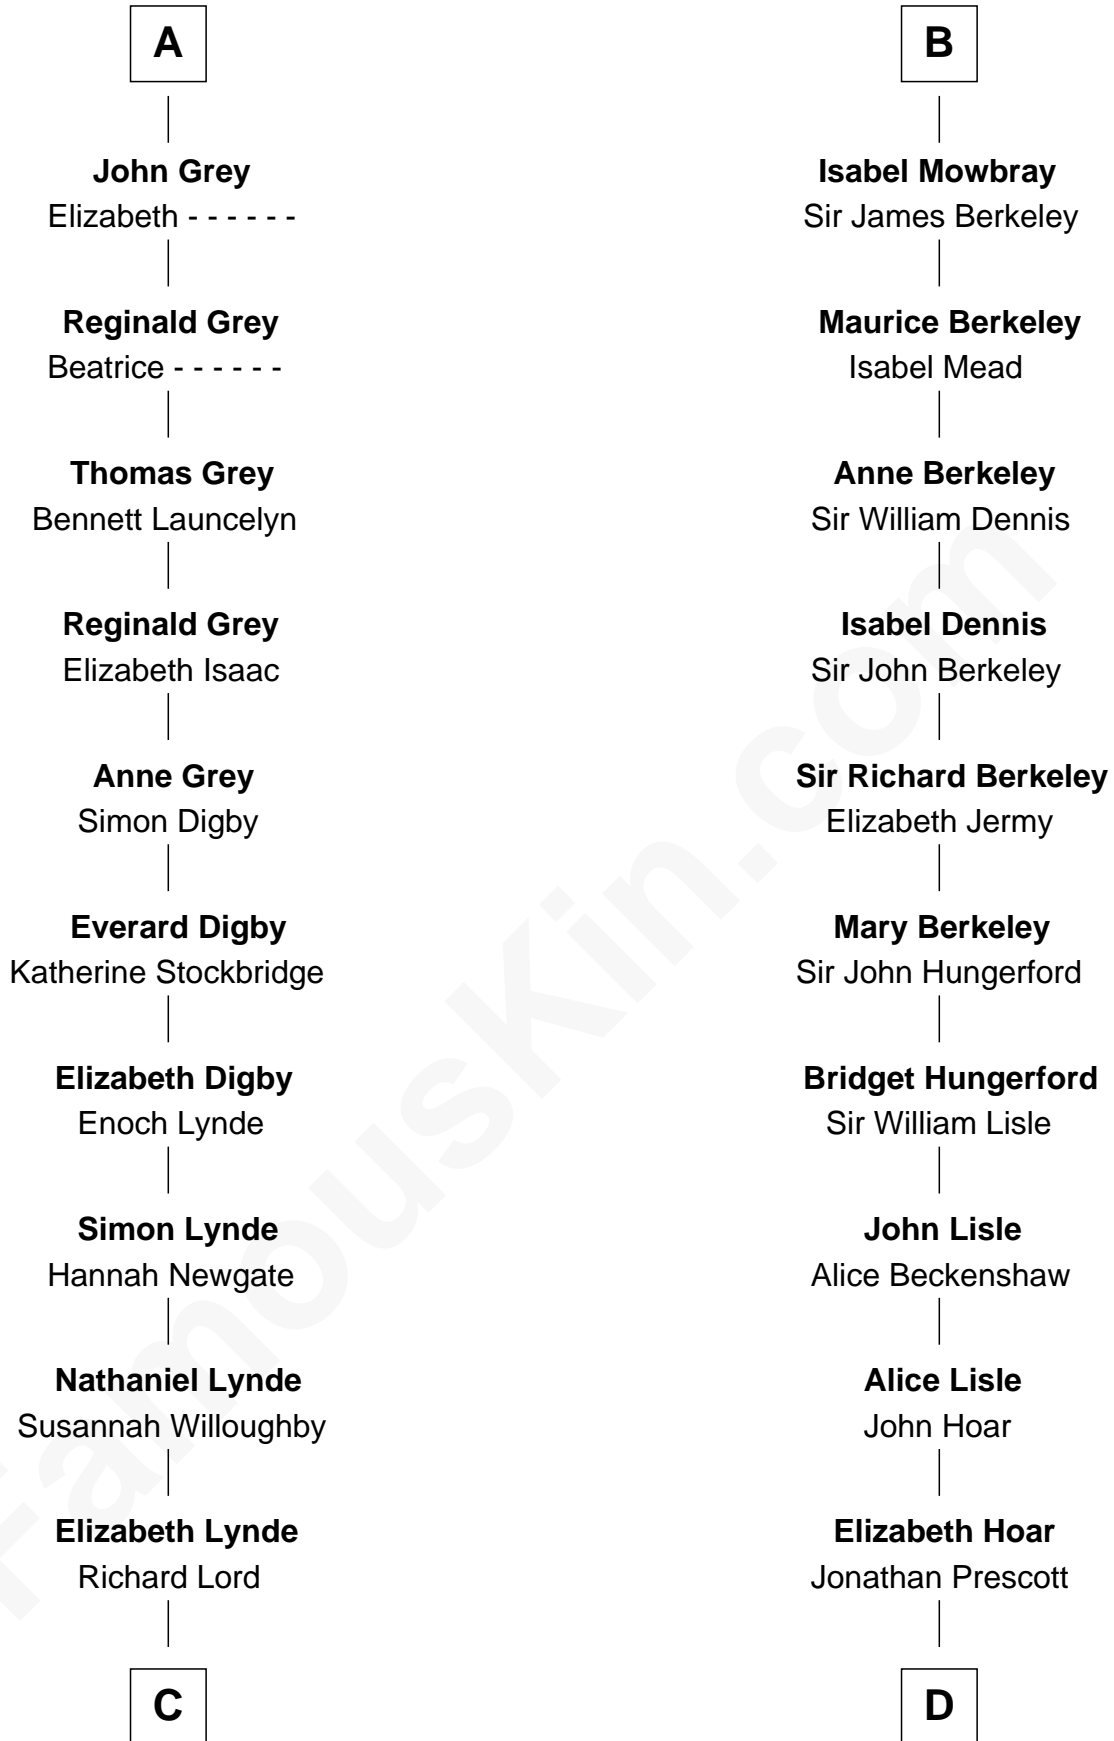 A
John Grey
Elizabeth - - - - - -
Reginald Grey
Beatrice - - - - - -
Thomas Grey
Bennett Launcelyn
Reginald Grey
Elizabeth Isaac
Anne Grey
Simon Digby
Everard Digby
Katherine Stockbridge
Elizabeth Digby
Enoch Lynde
Simon Lynde
Hannah Newgate
Nathaniel Lynde
Susannah Willoughby
Elizabeth Lynde
Richard Lord
C
B
Isabel Mowbray
Sir James Berkeley
Maurice Berkeley
Isabel Mead
Anne Berkeley
Sir William Dennis
Isabel Dennis
Sir John Berkeley
Sir Richard Berkeley
Elizabeth Jermy
Mary Berkeley
Sir John Hungerford
Bridget Hungerford
Sir William Lisle
John Lisle
Alice Beckenshaw
Alice Lisle
John Hoar
Elizabeth Hoar
Jonathan Prescott
D
FamousKin.com